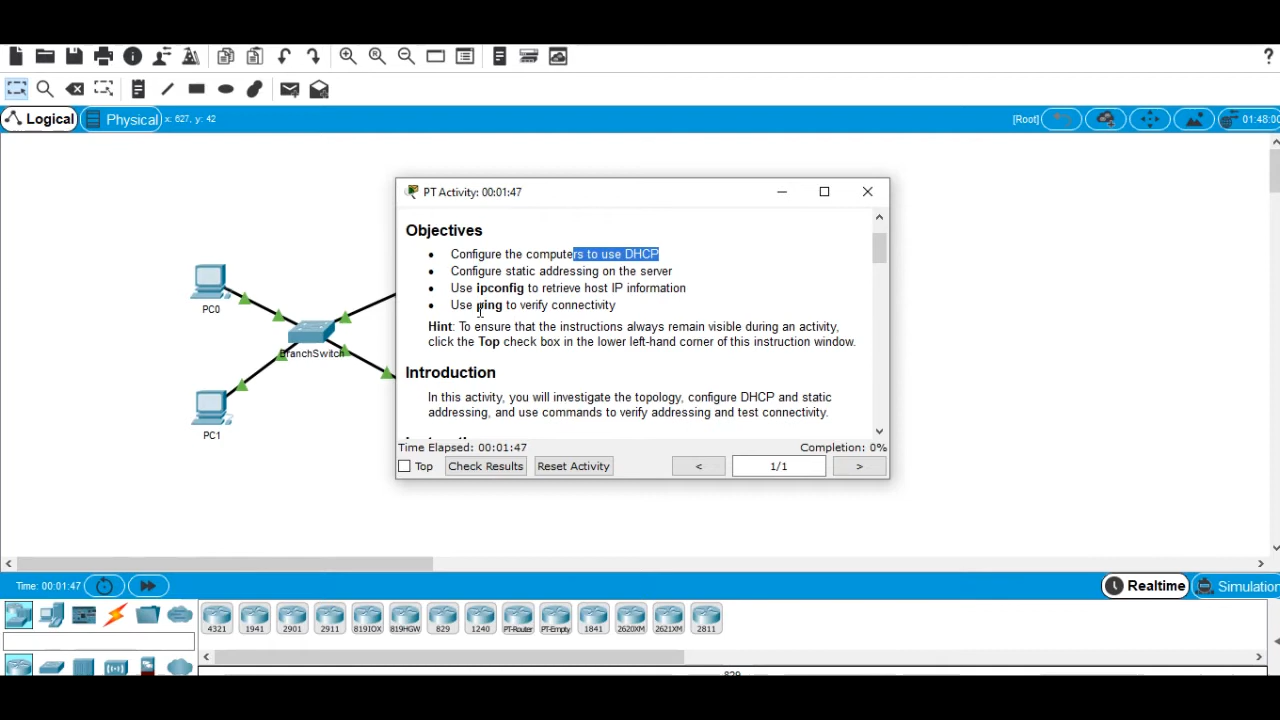 ?
Logical
Physical
x: 627, y: 42
[Root]
01:48:00
PT Activity: 00:01:47
Objectives
• Configure the computers to use DHCP
• Configure static addressing on the server
• Use ipconfig to retrieve host IP information
• Use ping to verify connectivity
Hint: To ensure that the instructions always remain visible during an activity,
click the Top check box in the lower left-hand corner of this instruction window.
Introduction
In this activity, you will investigate the topology, configure DHCP and static
addressing, and use commands to verify addressing and test connectivity.
Time Elapsed: 00:01:47
Completion: 0%
Top
Check Results
Reset Activity
<
1/1
>
PC0
BranchSwitch
PC1
Time: 00:01:47
Realtime
Simulation
4321 1941 2901 2911 819IOX 819HGW 829 1240 PT-Router PT-Empty 1841 2620XM 2621XM 2811
829